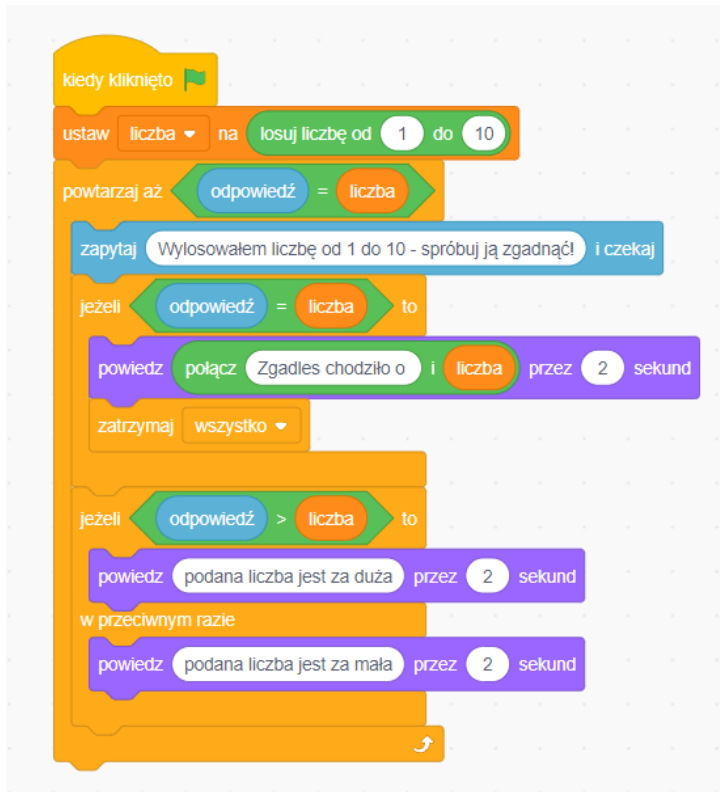 kiedy kliknięto
ustaw liczba na losuj liczbę od 1 do 10
powtarzaj aż odpowiedź = liczba
zapytaj Wylosowałem liczbę od 1 do 10 - spróbuj ją zgadnąć! i czekaj
jeżeli odpowiedź = liczba to
powiedz połącz Zgadles chodziło o i liczba przez 2 sekund
zatrzymaj wszystko
jeżeli odpowiedź > liczba to
powiedz podana liczba jest za duża przez 2 sekund
w przeciwnym razie
powiedz podana liczba jest za mała przez 2 sekund